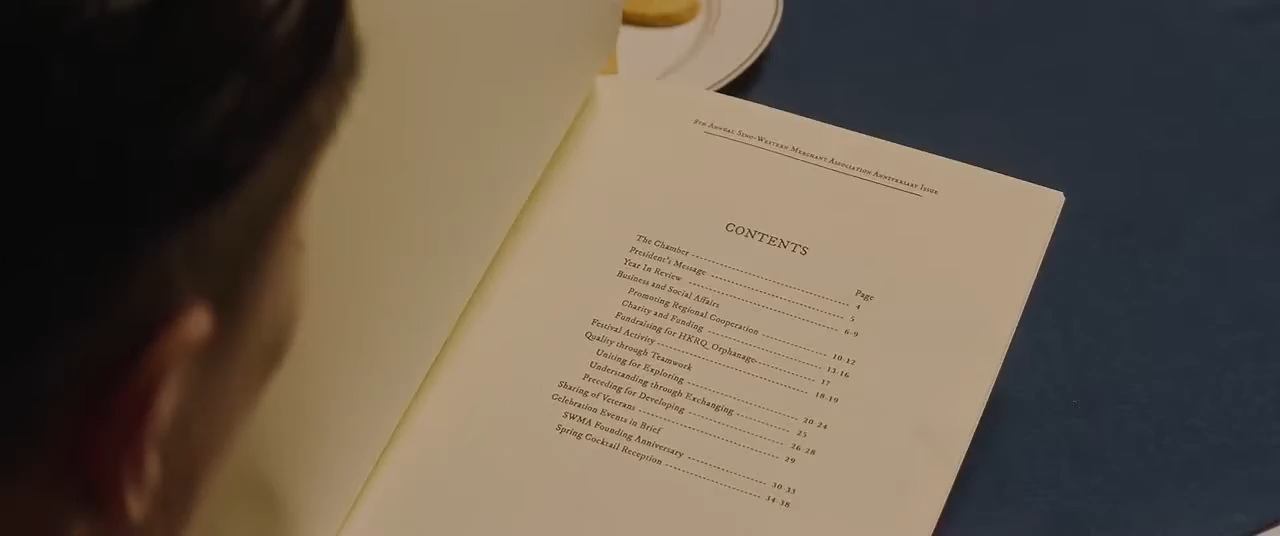 8th Annual Sino-Western Merchant Association Anniversary Issue
CONTENTS
Page
The Chamber 4
President's Message 5
Year In Review 6-9
Business and Social Affairs
Promoting Regional Cooperation 10-12
Charity and Funding 13-16
Fundraising for HKRQ Orphanage 17
Festival Activity 18-19
Quality through Teamwork
Uniting for Exploring 20-24
Understanding through Exchanging 25
Preceding for Developing 26-28
Sharing of Veterans 29
Celebration Events in Brief
SWMA Founding Anniversary 30-33
Spring Cocktail Reception 34-38